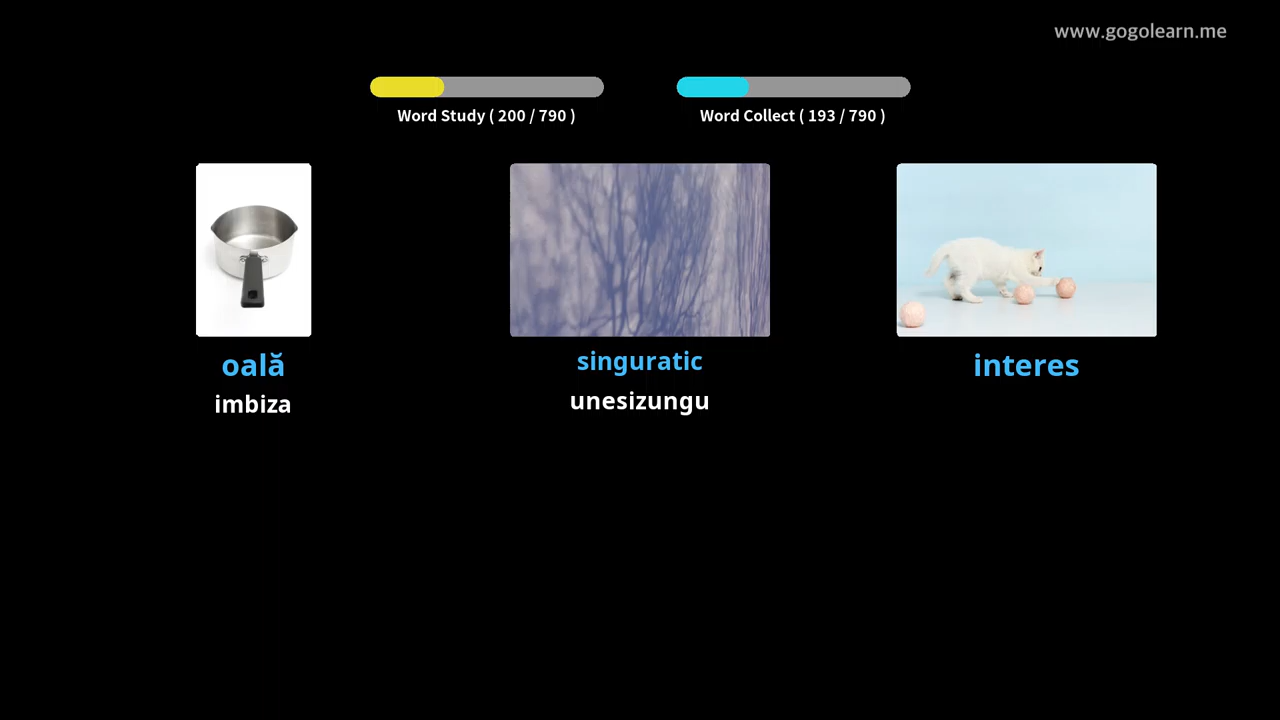 www.gogolearn.me
Word Study ( 200 / 790 )
Word Collect ( 193 / 790 )
oală
imbiza
singuratic
unesizungu
interes